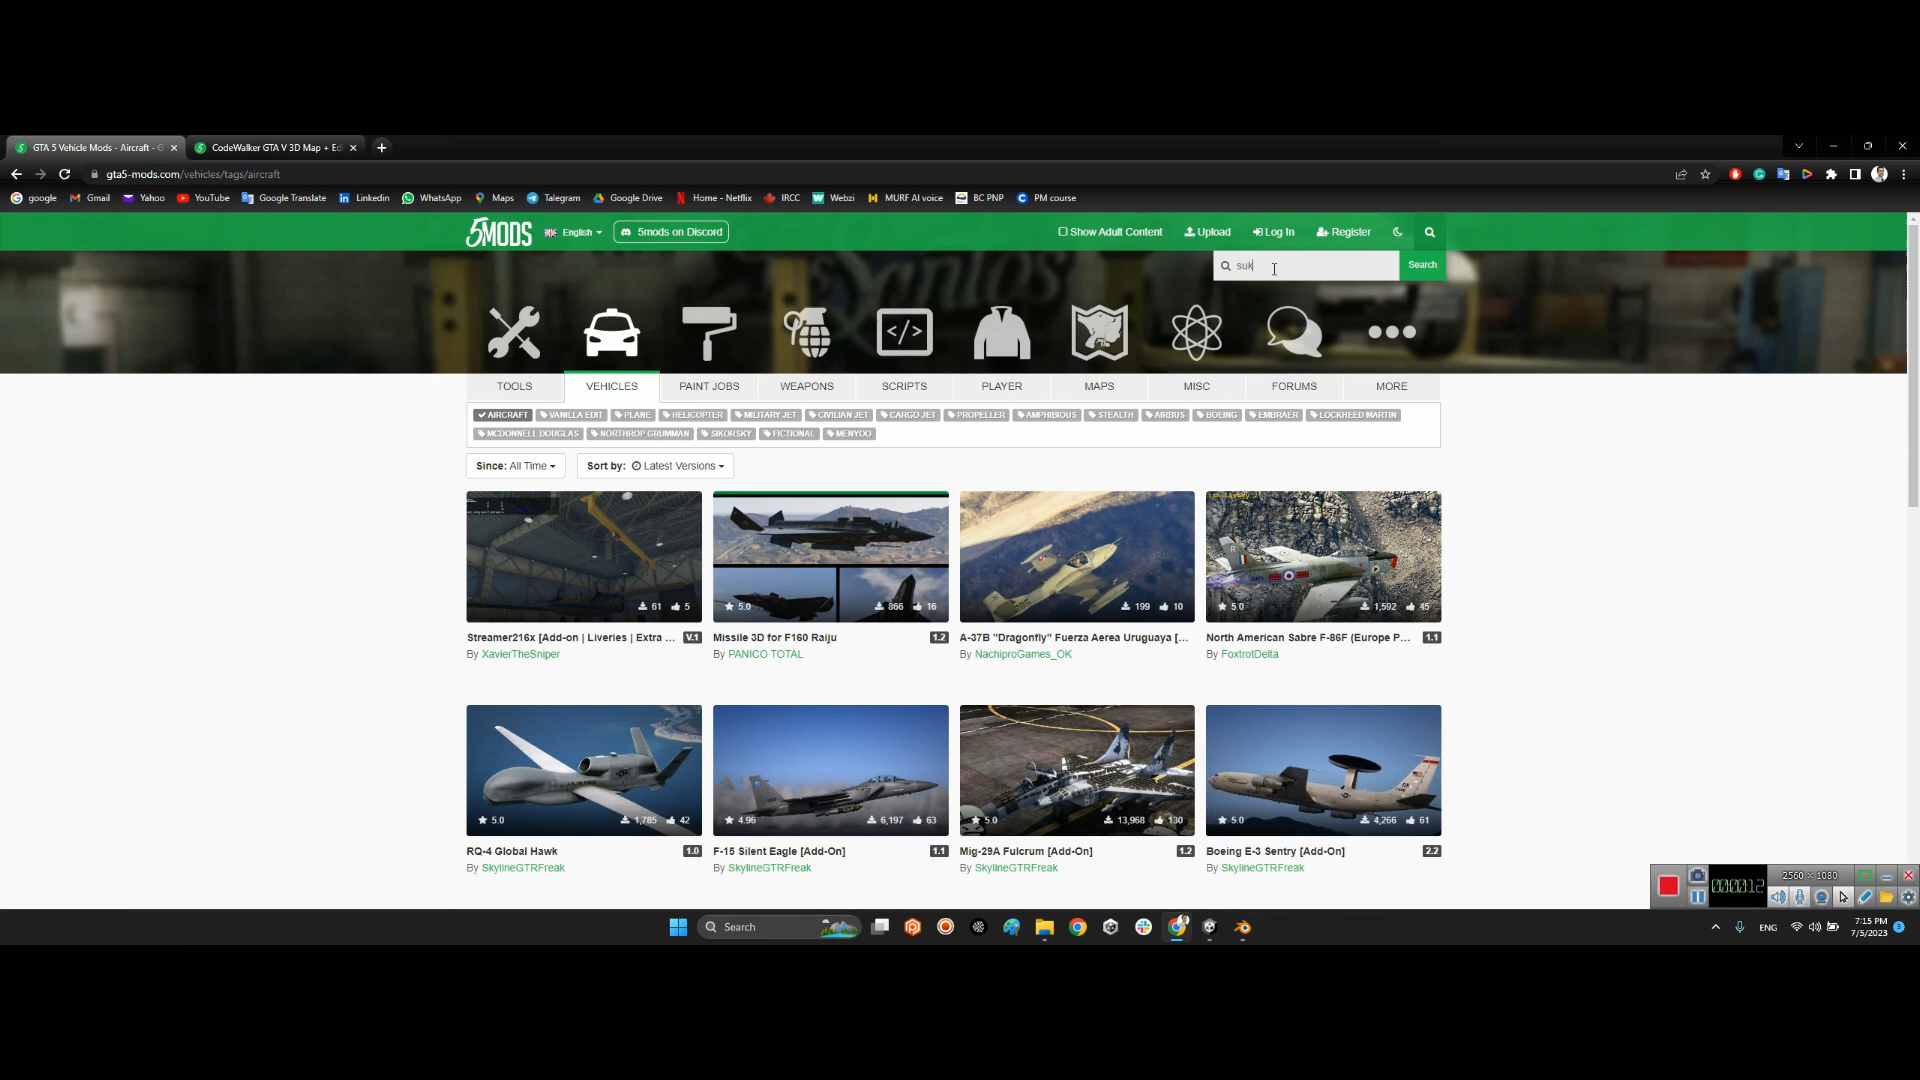 GTA 5 Vehicle Mods - Aircraft - G
CodeWalker GTA V 3D Map + Edi
gta5-mods.com/vehicles/tags/aircraft
google
Gmail
Yahoo
YouTube
Google Translate
Linkedin
WhatsApp
Maps
Talegram
Google Drive
Home - Netflix
IRCC
Webzi
MURF AI voice
BC PNP
PM course
5MODS
English
5mods on Discord
Show Adult Content
Upload
Log In
Register
suk
Search
TOOLS
VEHICLES
PAINT JOBS
WEAPONS
SCRIPTS
PLAYER
MAPS
MISC
FORUMS
MORE
AIRCRAFT
VANILLA EDIT
PLANE
HELICOPTER
MILITARY JET
CIVILIAN JET
CARGO JET
PROPELLER
AMPHIBIOUS
STEALTH
AIRBUS
BOEING
EMBRAER
LOCKHEED MARTIN
MCDONNELL DOUGLAS
NORTHROP GRUMMAN
SIKORSKY
FICTIONAL
MENYOO
Since: All Time
Sort by: Latest Versions
61 5
5.0 866 16
199 10
5.0 1,592 45
Streamer216x [Add-on | Liveries | Extra ... V.1
By XavierTheSniper
Missile 3D for F160 Raiju 1.2
By PANICO TOTAL
A-37B "Dragonfly" Fuerza Aerea Uruguaya [...
By NachiproGames_OK
North American Sabre F-86F (Europe P... 1.1
By FoxtrotDelta
5.0 1,785 42
4.96 6,197 63
5.0 13,968 130
5.0 4,266 61
RQ-4 Global Hawk 1.0
By SkylineGTRFreak
F-15 Silent Eagle [Add-On] 1.1
By SkylineGTRFreak
Mig-29A Fulcrum [Add-On] 1.2
By SkylineGTRFreak
Boeing E-3 Sentry [Add-On] 2.2
By SkylineGTRFreak
2560 × 1080
000012
Search
ENG
7:15 PM
7/5/2023
3